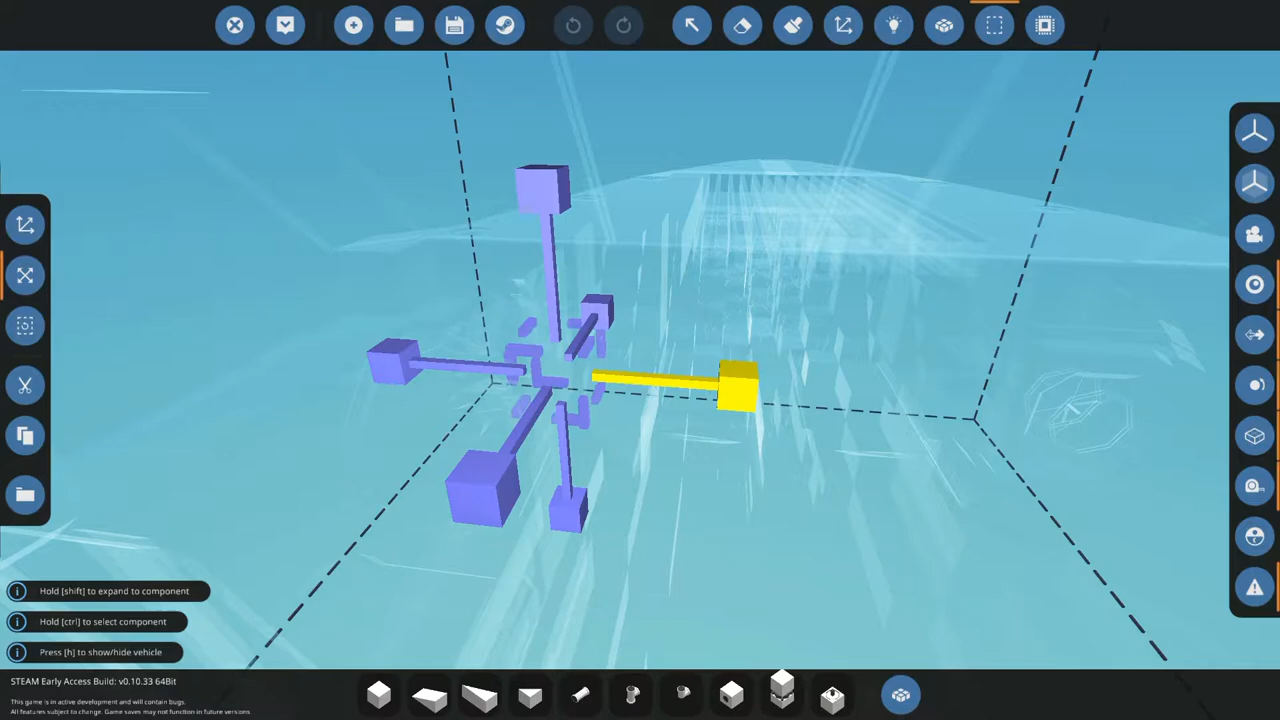 Hold [shift] to expand to component
Hold [ctrl] to select component
Press [h] to show/hide vehicle
STEAM Early Access Build: v0.10.33 64Bit
This game is in active development and will contain bugs.
All features subject to change. Game saves may not function in future versions.